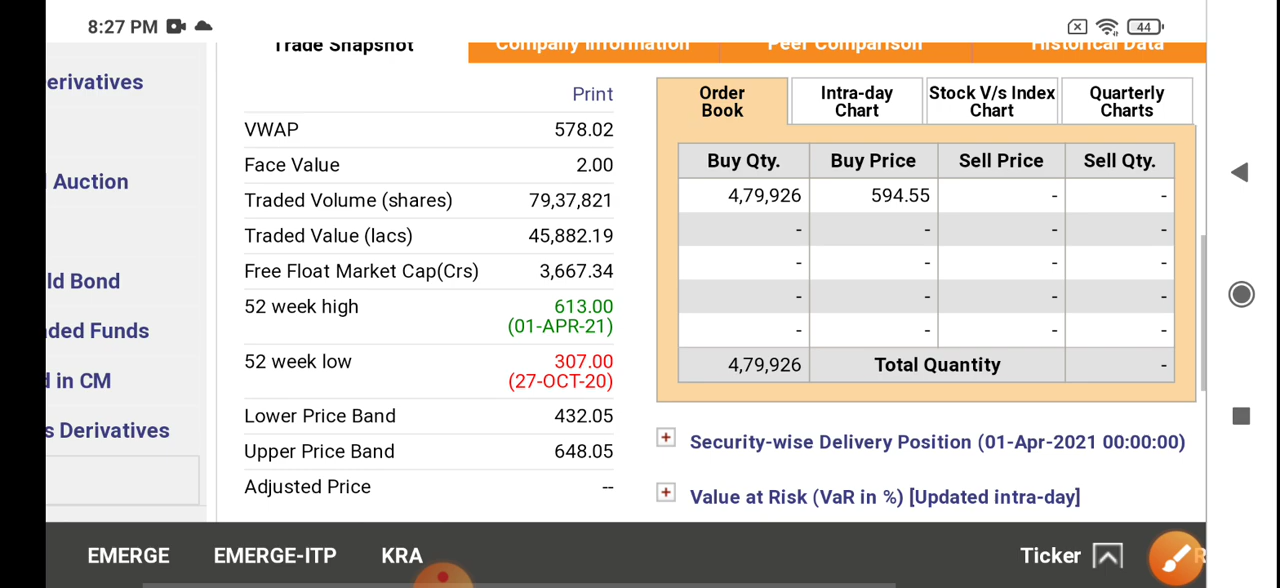 8:27 PM
44
Trade Snapshot
Company Information
Peer Comparison
Historical Data
erivatives
Auction
ld Bond
ded Funds
d in CM
s Derivatives
Print
VWAP 578.02
Face Value 2.00
Traded Volume (shares) 79,37,821
Traded Value (lacs) 45,882.19
Free Float Market Cap(Crs) 3,667.34
52 week high 613.00
(01-APR-21)
52 week low 307.00
(27-OCT-20)
Lower Price Band 432.05
Upper Price Band 648.05
Adjusted Price --
Order
Book
Intra-day
Chart
Stock V/s Index
Chart
Quarterly
Charts
Buy Qty. Buy Price Sell Price Sell Qty.
4,79,926 594.55 - -
- - - -
- - - -
- - - -
- - - -
4,79,926 Total Quantity -
Security-wise Delivery Position (01-Apr-2021 00:00:00)
Value at Risk (VaR in %) [Updated intra-day]
EMERGE EMERGE-ITP KRA
Ticker